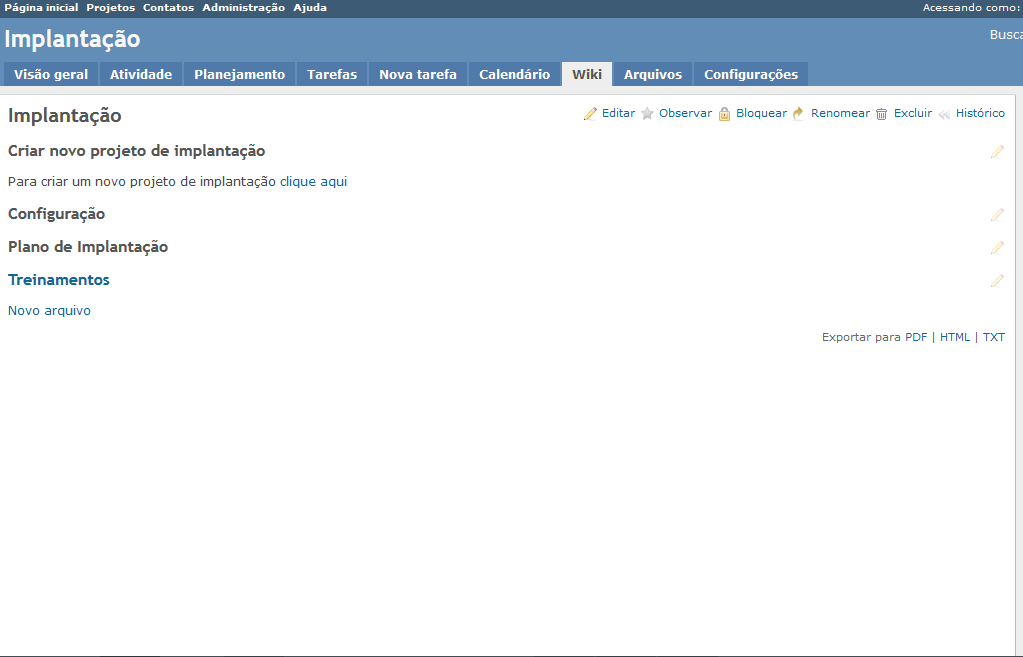 Página inicial Projetos Contatos Administração Ajuda Acessando como:
Implantação Busca
Visão geral Atividade Planejamento Tarefas Nova tarefa Calendário Wiki Arquivos Configurações
Implantação Editar Observar Bloquear Renomear Excluir Histórico
Criar novo projeto de implantação
Para criar um novo projeto de implantação clique aqui
Configuração
Plano de Implantação
Treinamentos
Novo arquivo
Exportar para PDF | HTML | TXT